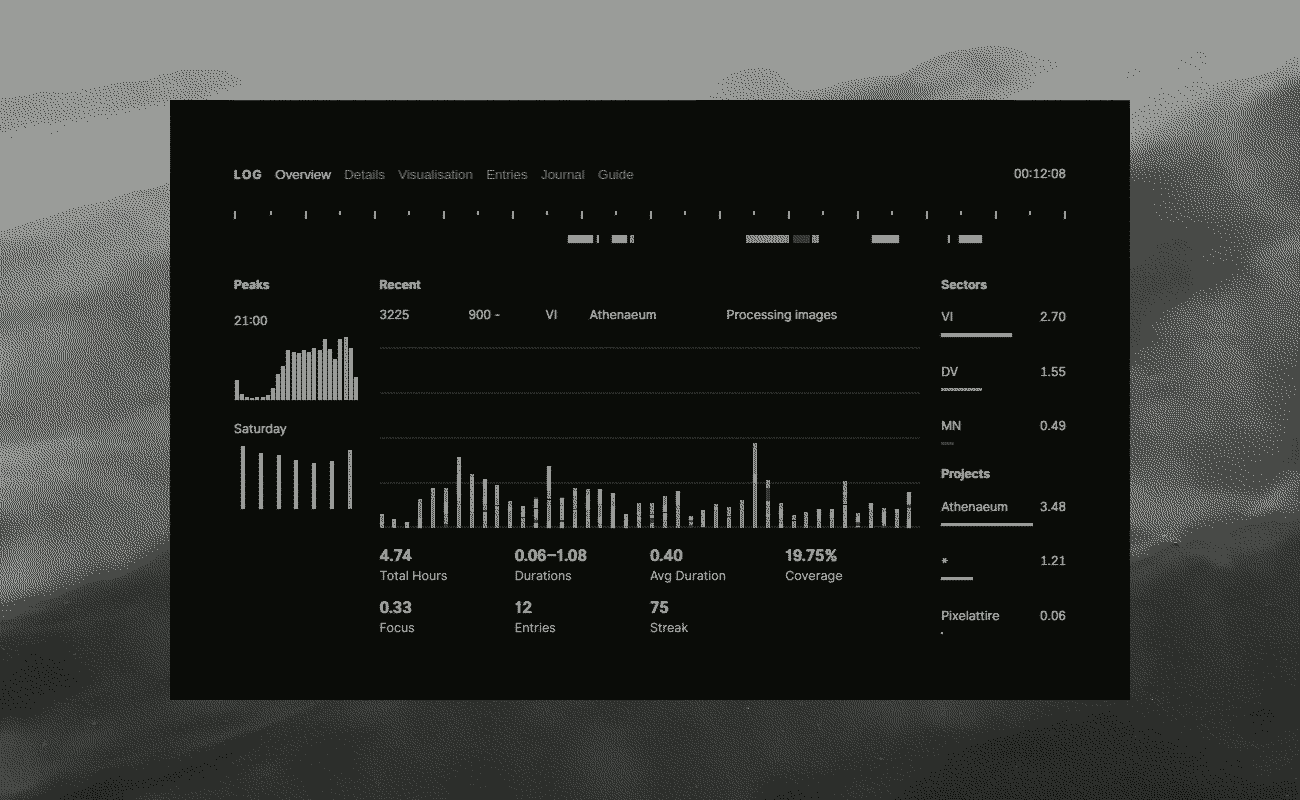 LOG Overview Details Visualisation Entries Journal Guide 00:12:08
Peaks
21:00
Saturday
Recent
3225 900 - VI Athenaeum Processing images
4.74 0.06–1.08 0.40 19.75%
Total Hours Durations Avg Duration Coverage
0.33 12 75
Focus Entries Streak
Sectors
VI 2.70
DV 1.55
MN 0.49
Projects
Athenaeum 3.48
* 1.21
Pixelattire 0.06